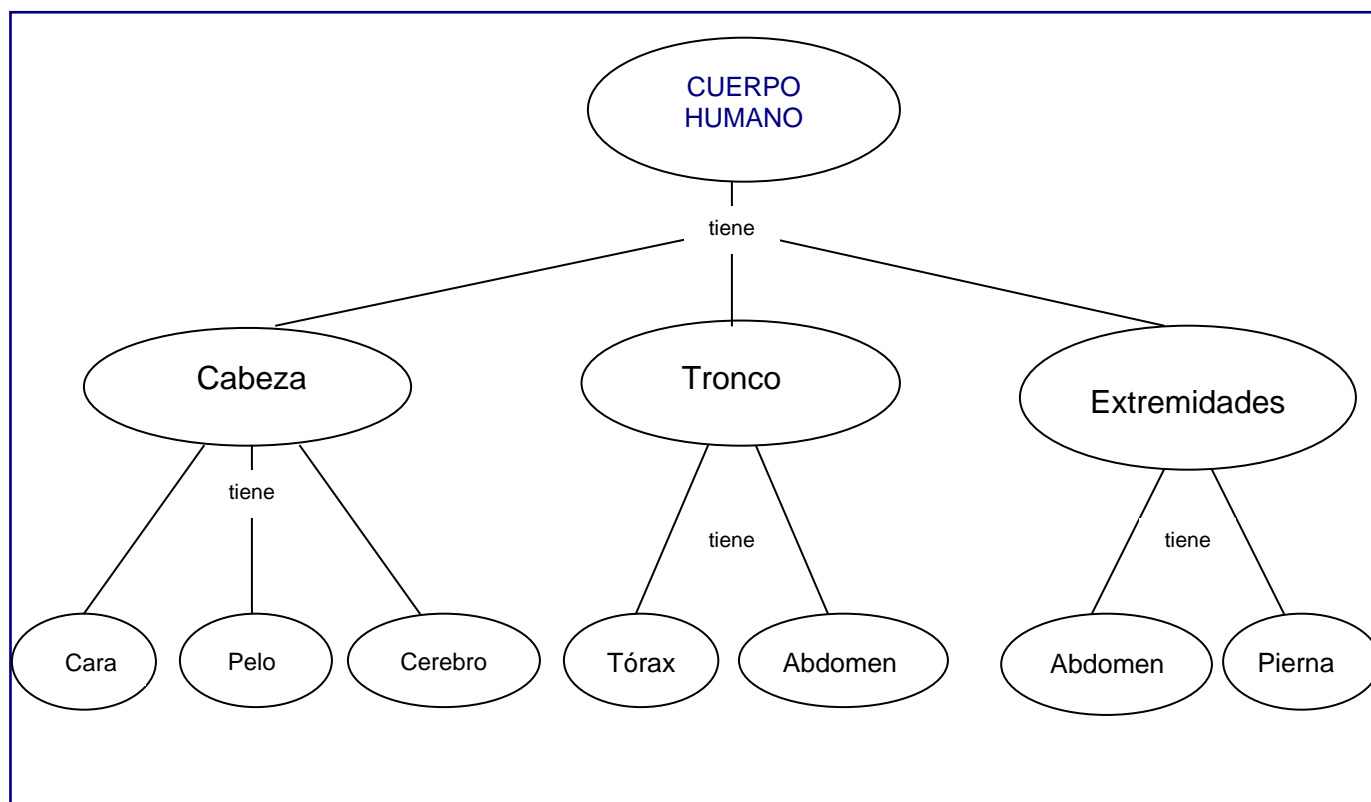 CUERPO
HUMANO
tiene
Cabeza
Tronco
Extremidades
tiene
tiene
tiene
Cara
Pelo
Cerebro
Tórax
Abdomen
Abdomen
Pierna